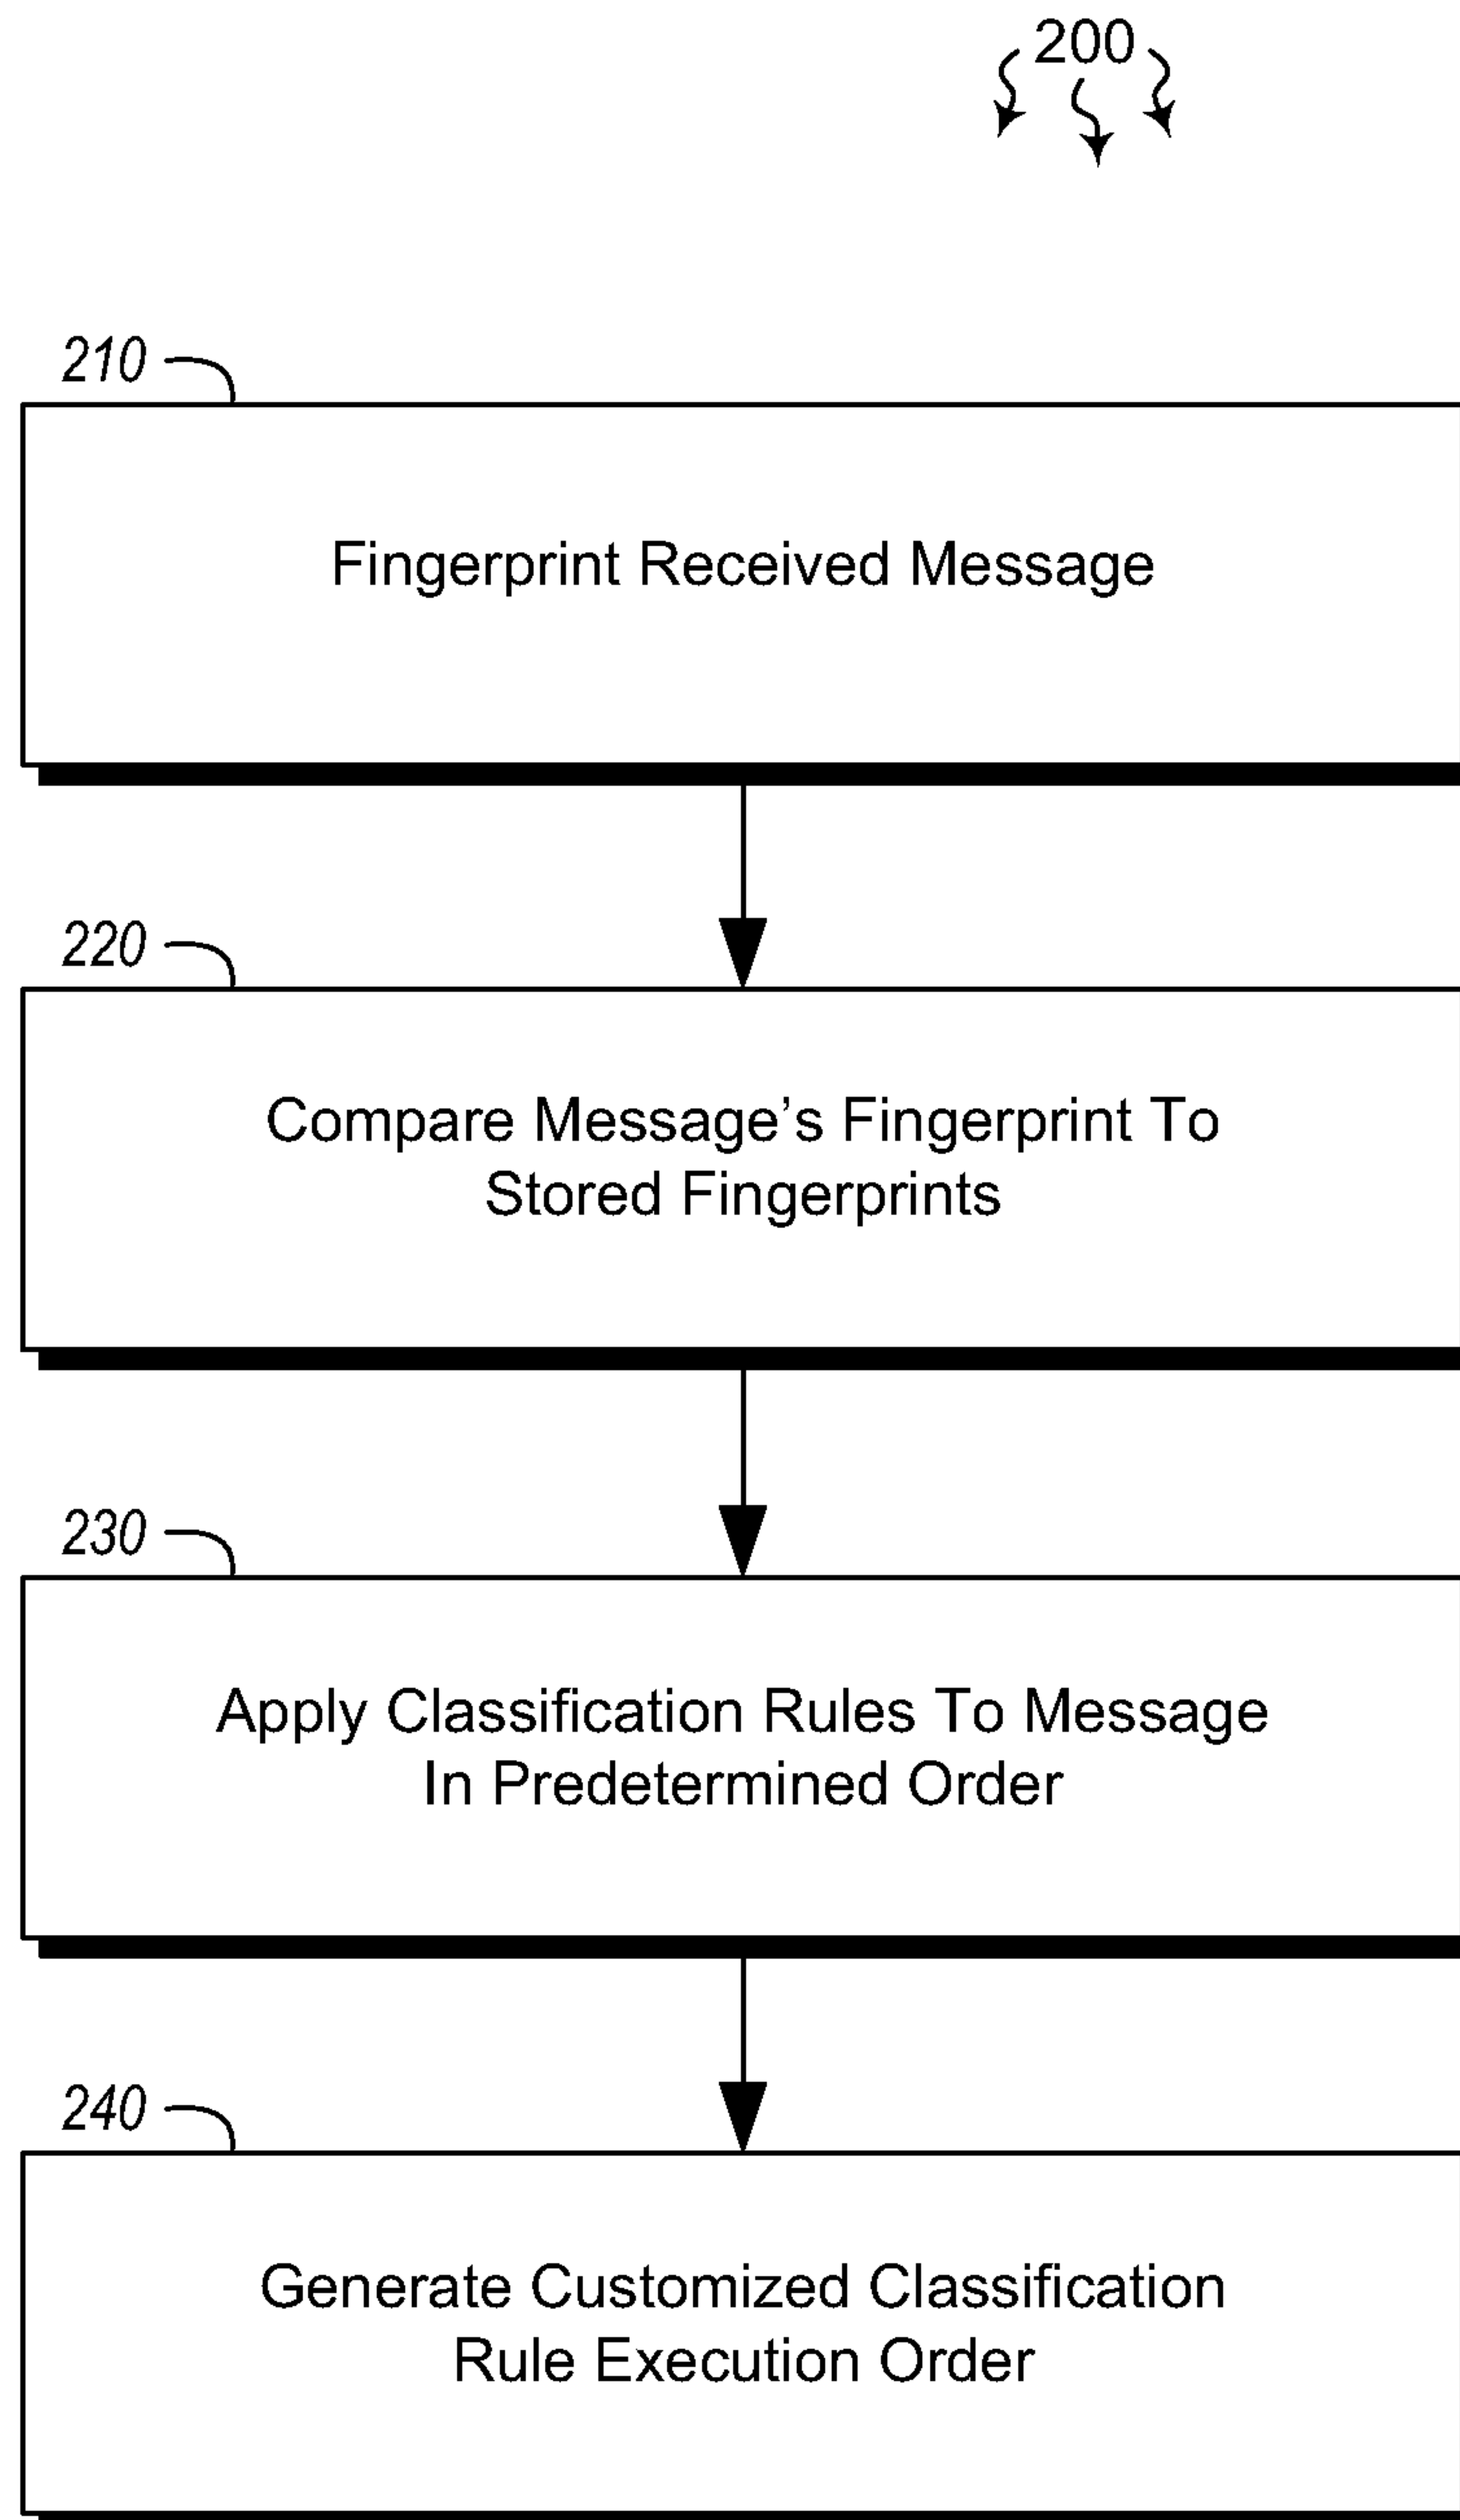 200
210
Fingerprint Received Message
220
Compare Message's Fingerprint To
Stored Fingerprints
230
Apply Classification Rules To Message
In Predetermined Order
240
Generate Customized Classification
Rule Execution Order